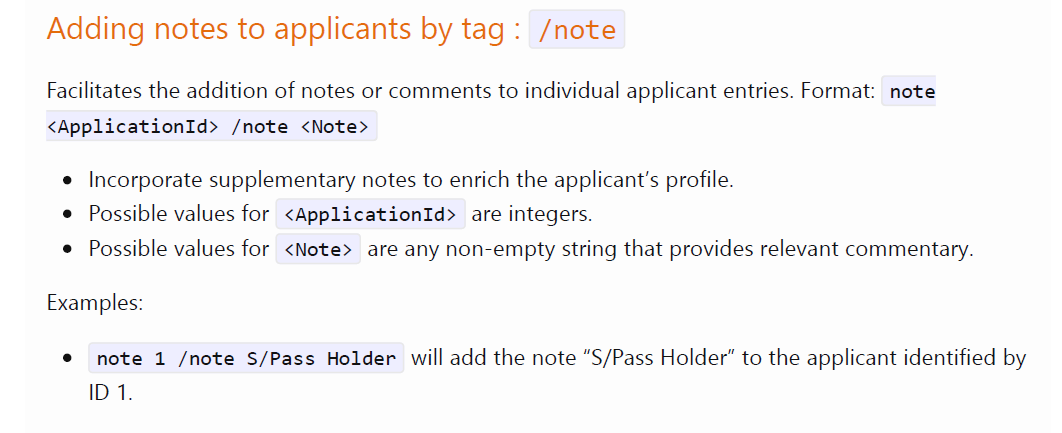 Adding notes to applicants by tag : /note
Facilitates the addition of notes or comments to individual applicant entries. Format: note
<ApplicationId> /note <Note>
• Incorporate supplementary notes to enrich the applicant’s profile.
• Possible values for <ApplicationId> are integers.
• Possible values for <Note> are any non-empty string that provides relevant commentary.
Examples:
• note 1 /note S/Pass Holder will add the note “S/Pass Holder” to the applicant identified by
ID 1.